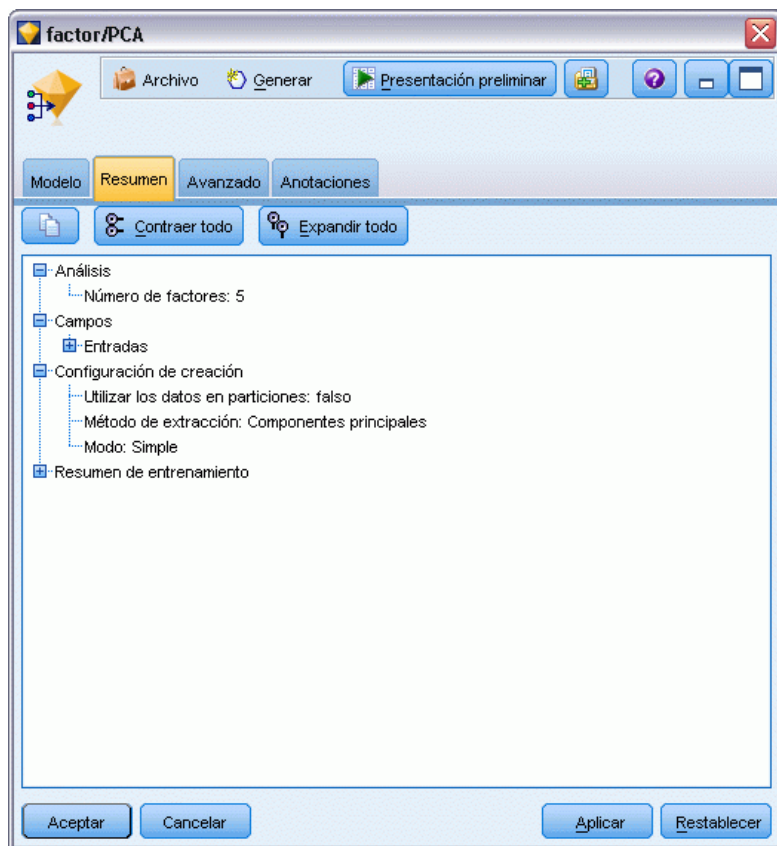 factor/PCA
Archivo Generar Presentación preliminar
Modelo Resumen Avanzado Anotaciones
Contraer todo Expandir todo
Análisis
Número de factores: 5
Campos
Entradas
Configuración de creación
Utilizar los datos en particiones: falso
Método de extracción: Componentes principales
Modo: Simple
Resumen de entrenamiento
Aceptar Cancelar Aplicar Restablecer